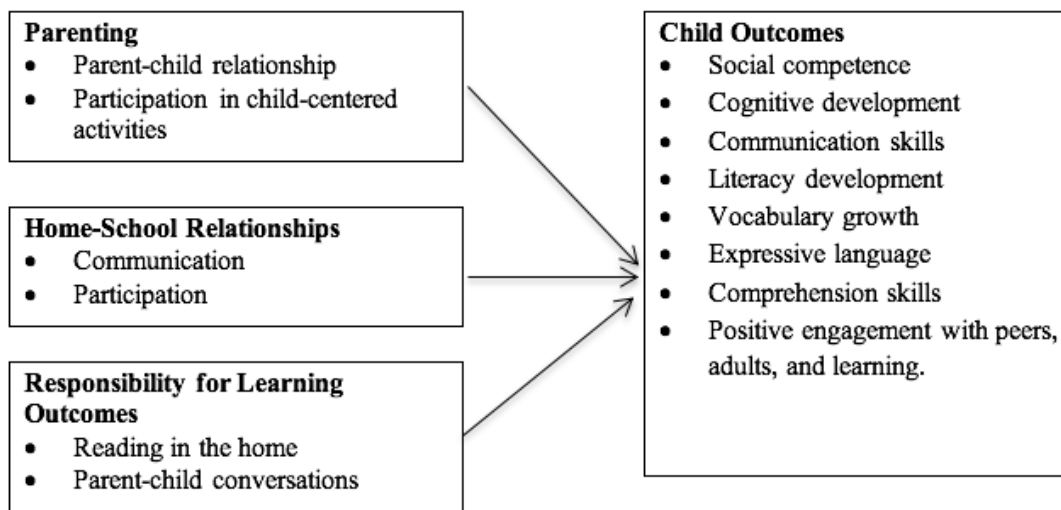 Parenting
• Parent-child relationship
• Participation in child-centered
activities
Home-School Relationships
• Communication
• Participation
Responsibility for Learning
Outcomes
• Reading in the home
• Parent-child conversations
Child Outcomes
• Social competence
• Cognitive development
• Communication skills
• Literacy development
• Vocabulary growth
• Expressive language
• Comprehension skills
• Positive engagement with peers,
adults, and learning.